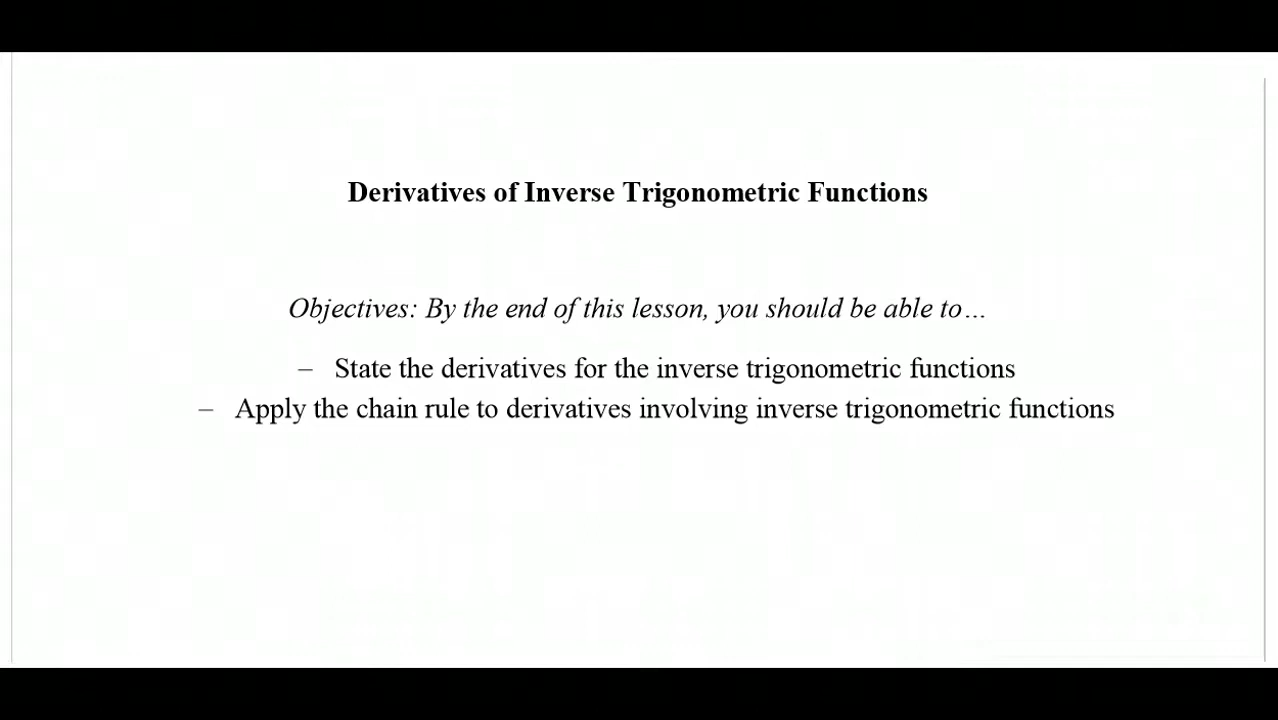 Derivatives of Inverse Trigonometric Functions
Objectives: By the end of this lesson, you should be able to…
– State the derivatives for the inverse trigonometric functions
– Apply the chain rule to derivatives involving inverse trigonometric functions